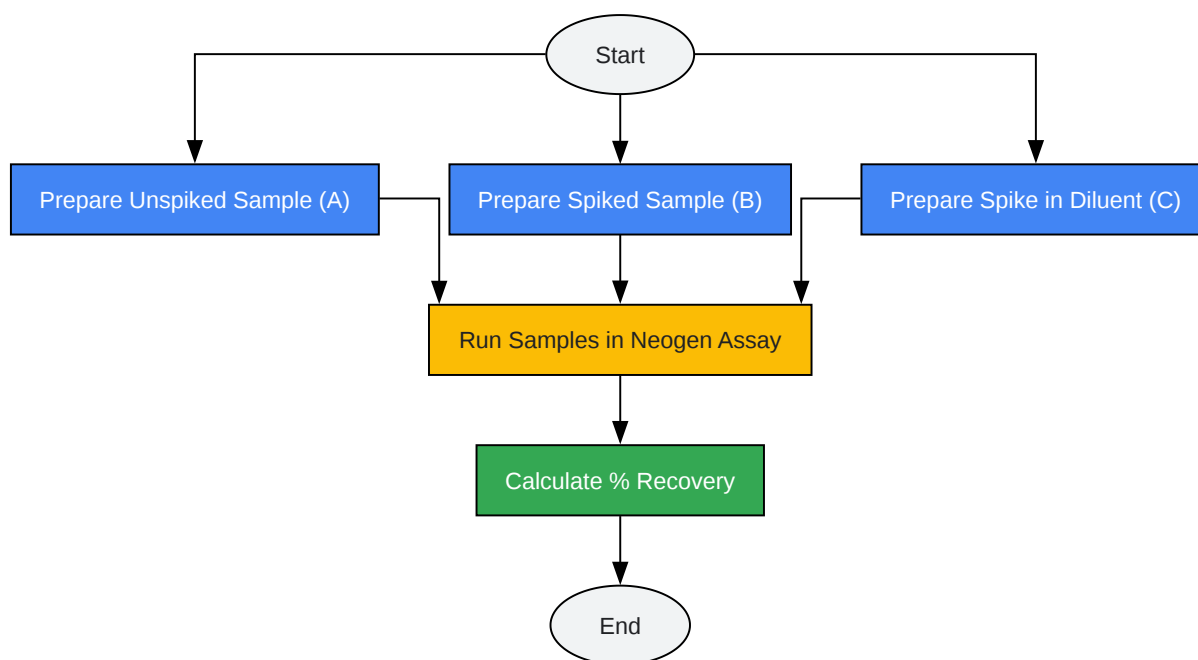 Start
Prepare Unspiked Sample (A)
Prepare Spiked Sample (B)
Prepare Spike in Diluent (C)
Run Samples in Neogen Assay
Calculate % Recovery
End